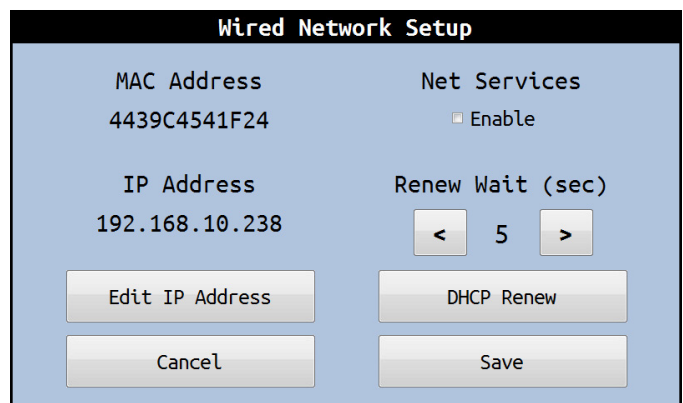 Wired Network Setup
MAC Address
4439C4541F24
Net Services
Enable
IP Address
192.168.10.238
Renew Wait (sec)
< 5 >
Edit IP Address
DHCP Renew
Cancel
Save